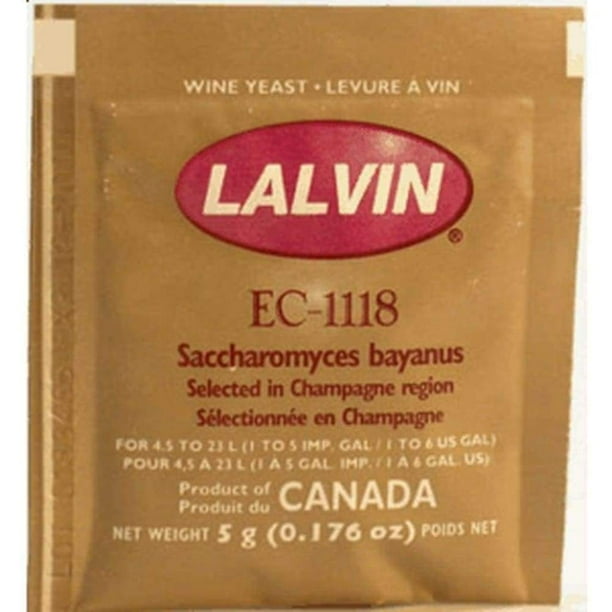 WINE YEAST • LEVURE À VIN
LALVIN®
EC-1118
Saccharomyces bayanus
Selected in Champagne region
Sélectionnée en Champagne
FOR 4.5 TO 23 L (1 TO 5 IMP. GAL / 1 TO 6 US GAL)
POUR 4,5 À 23 L (1 À 5 GAL. IMP. / 1 À 6 GAL. US)
Product of
Produit du CANADA
NET WEIGHT 5 g (0.176 oz) POIDS NET